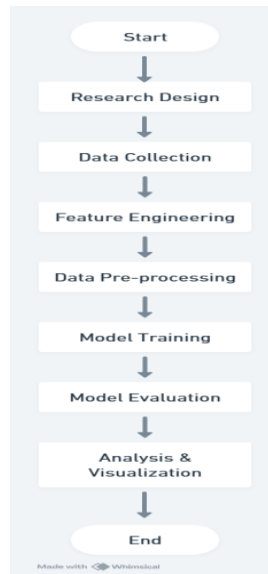 Start
Research Design
Data Collection
Feature Engineering
Data Pre-processing
Model Training
Model Evaluation
Analysis &
Visualization
End
Made with Whimsical